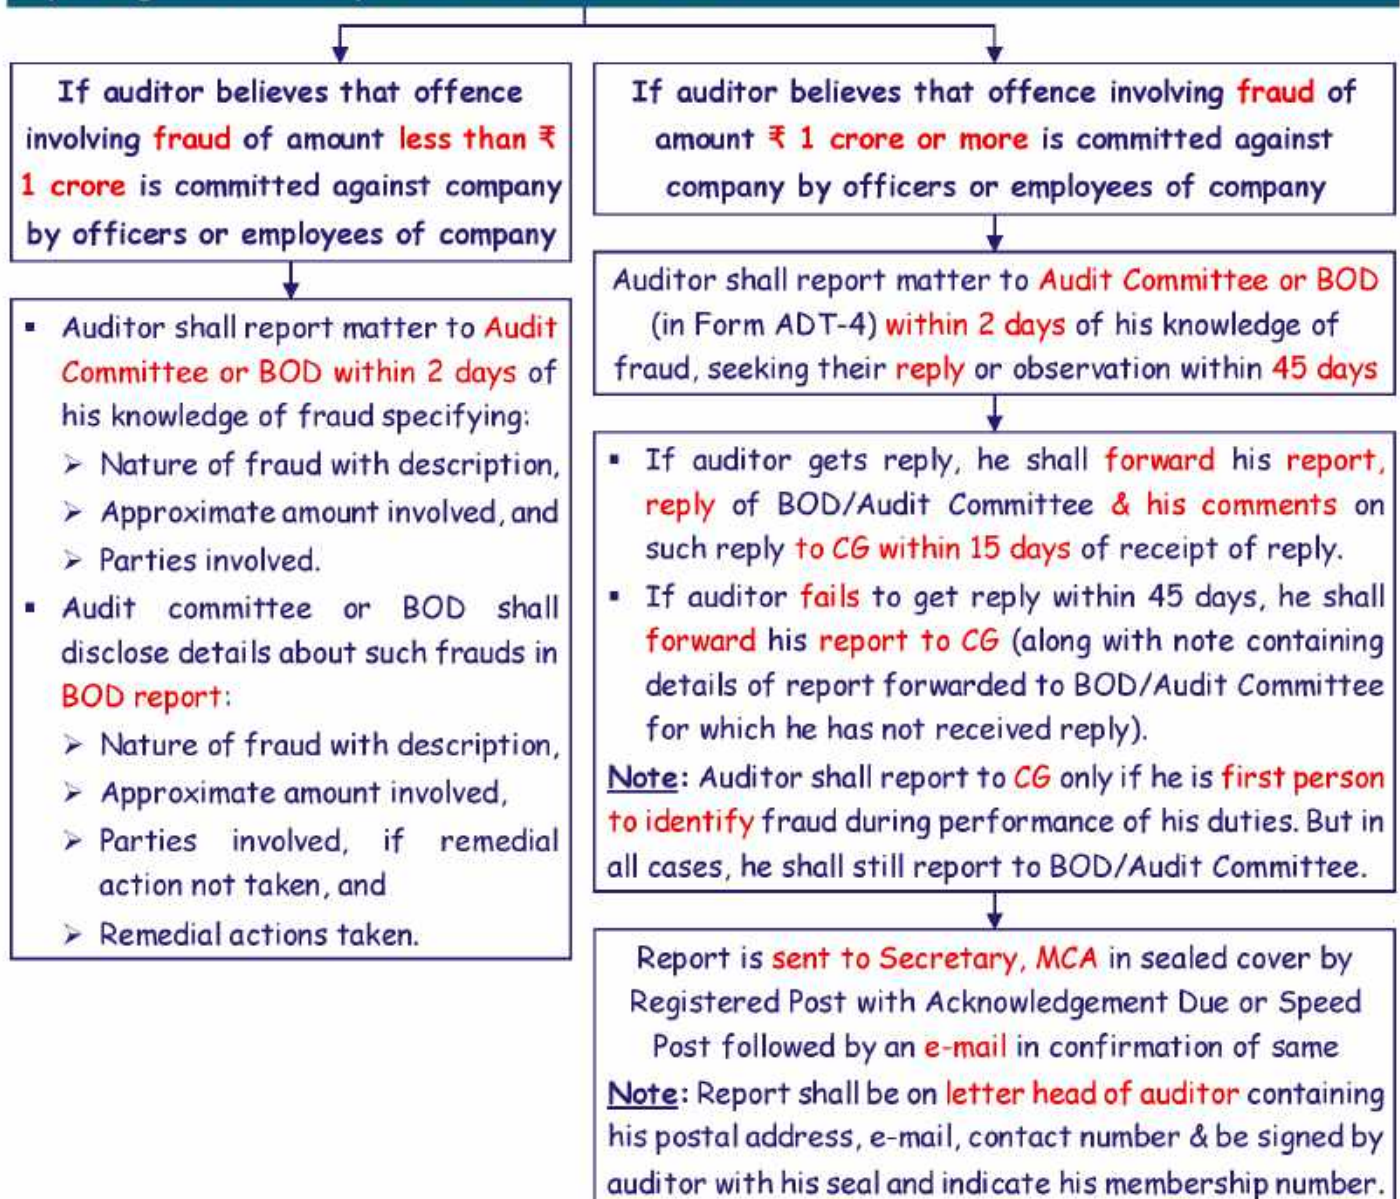 If auditor believes that offence
involving fraud of amount less than ₹
1 crore is committed against company
by officers or employees of company
▪ Auditor shall report matter to Audit
Committee or BOD within 2 days of
his knowledge of fraud specifying:
➤ Nature of fraud with description,
➤ Approximate amount involved, and
➤ Parties involved.
▪ Audit committee or BOD shall
disclose details about such frauds in
BOD report:
➤ Nature of fraud with description,
➤ Approximate amount involved,
➤ Parties involved, if remedial
action not taken, and
➤ Remedial actions taken.
If auditor believes that offence involving fraud of
amount ₹ 1 crore or more is committed against
company by officers or employees of company
Auditor shall report matter to Audit Committee or BOD
(in Form ADT-4) within 2 days of his knowledge of
fraud, seeking their reply or observation within 45 days
▪ If auditor gets reply, he shall forward his report,
reply of BOD/Audit Committee & his comments on
such reply to CG within 15 days of receipt of reply.
▪ If auditor fails to get reply within 45 days, he shall
forward his report to CG (along with note containing
details of report forwarded to BOD/Audit Committee
for which he has not received reply).
Note: Auditor shall report to CG only if he is first person
to identify fraud during performance of his duties. But in
all cases, he shall still report to BOD/Audit Committee.
Report is sent to Secretary, MCA in sealed cover by
Registered Post with Acknowledgement Due or Speed
Post followed by an e-mail in confirmation of same
Note: Report shall be on letter head of auditor containing
his postal address, e-mail, contact number & be signed by
auditor with his seal and indicate his membership number.